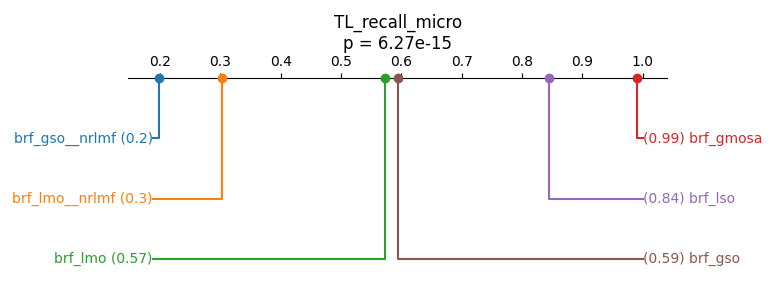 TL_recall_micro
p = 6.27e-15
0.2 0.3 0.4 0.5 0.6 0.7 0.8 0.9 1.0
brf_gso__nrlmf (0.2) (0.99) brf_gmosa
brf_lmo__nrlmf (0.3) (0.84) brf_lso
brf_lmo (0.57) (0.59) brf_gso